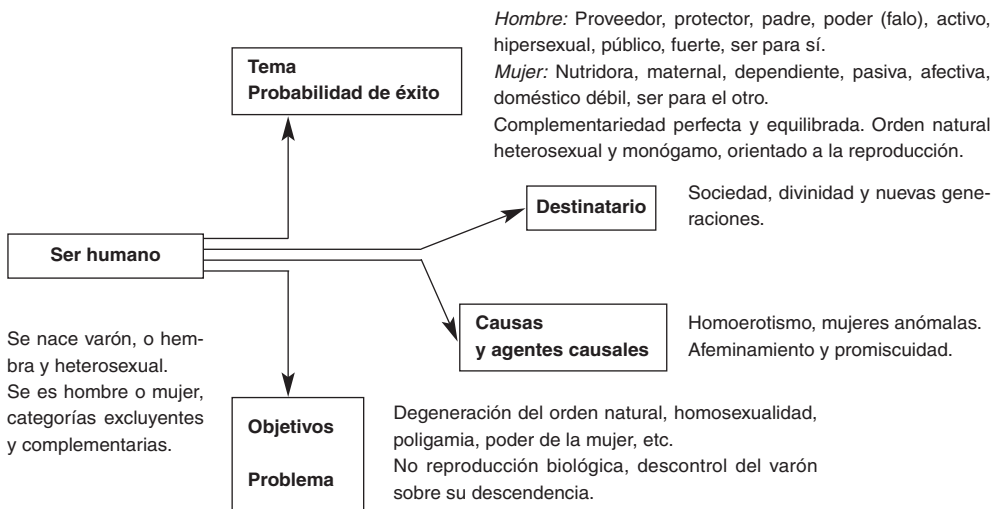 Hombre: Proveedor, protector, padre, poder (falo), activo,
hipersexual, público, fuerte, ser para sí.
Mujer: Nutridora, maternal, dependiente, pasiva, afectiva,
doméstico débil, ser para el otro.
Complementariedad perfecta y equilibrada. Orden natural
heterosexual y monógamo, orientado a la reproducción.
Tema
Probabilidad de éxito
Destinatario
Sociedad, divinidad y nuevas gene-
raciones.
Ser humano
Se nace varón, o hem-
bra y heterosexual.
Se es hombre o mujer,
categorías excluyentes
y complementarias.
Causas
y agentes causales
Homoerotismo, mujeres anómalas.
Afeminamiento y promiscuidad.
Objetivos
Problema
Degeneración del orden natural, homosexualidad,
poligamia, poder de la mujer, etc.
No reproducción biológica, descontrol del varón
sobre su descendencia.